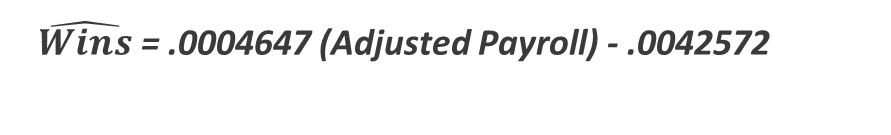 Ŵins = .0004647 (Adjusted Payroll) - .0042572